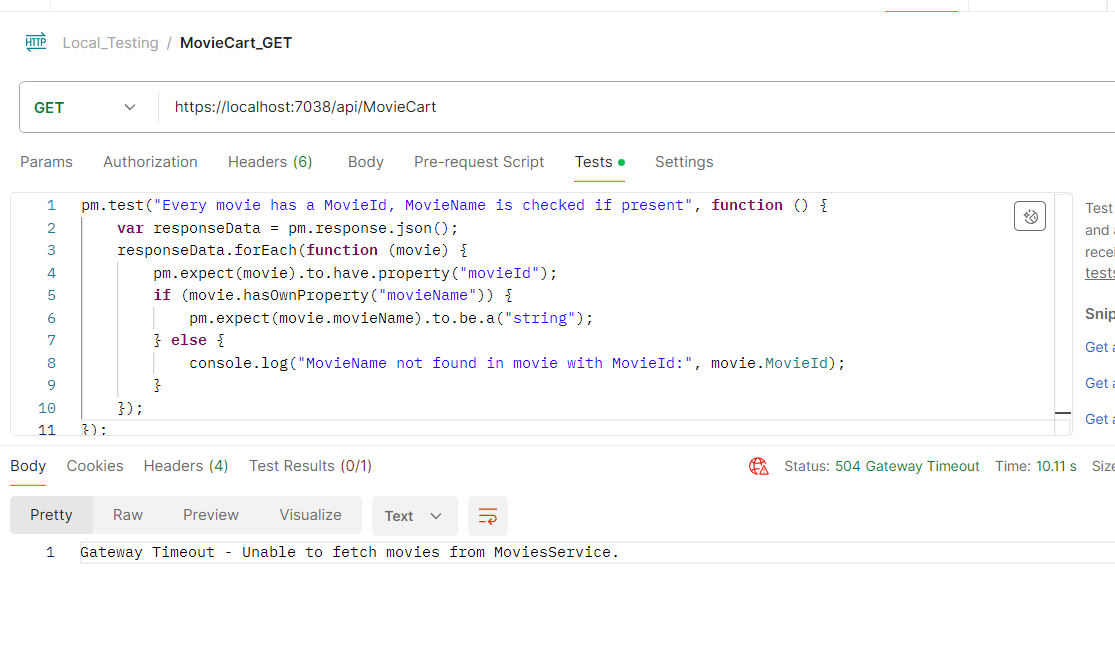 HTTP Local_Testing / MovieCart_GET
GET https://localhost:7038/api/MovieCart
Params Authorization Headers (6) Body Pre-request Script Tests Settings
1 pm.test("Every movie has a MovieId, MovieName is checked if present", function () {
2 var responseData = pm.response.json();
3 responseData.forEach(function (movie) {
4 pm.expect(movie).to.have.property("movieId");
5 if (movie.hasOwnProperty("movieName")) {
6 pm.expect(movie.movieName).to.be.a("string");
7 } else {
8 console.log("MovieName not found in movie with MovieId:", movie.MovieId);
9 }
10 });
11 });
Test
and
tests
Get
Get
Get
Body Cookies Headers (4) Test Results (0/1) Status: 504 Gateway Timeout Time: 10.11 s
Pretty Raw Preview Visualize Text
1 Gateway Timeout - Unable to fetch movies from MoviesService.